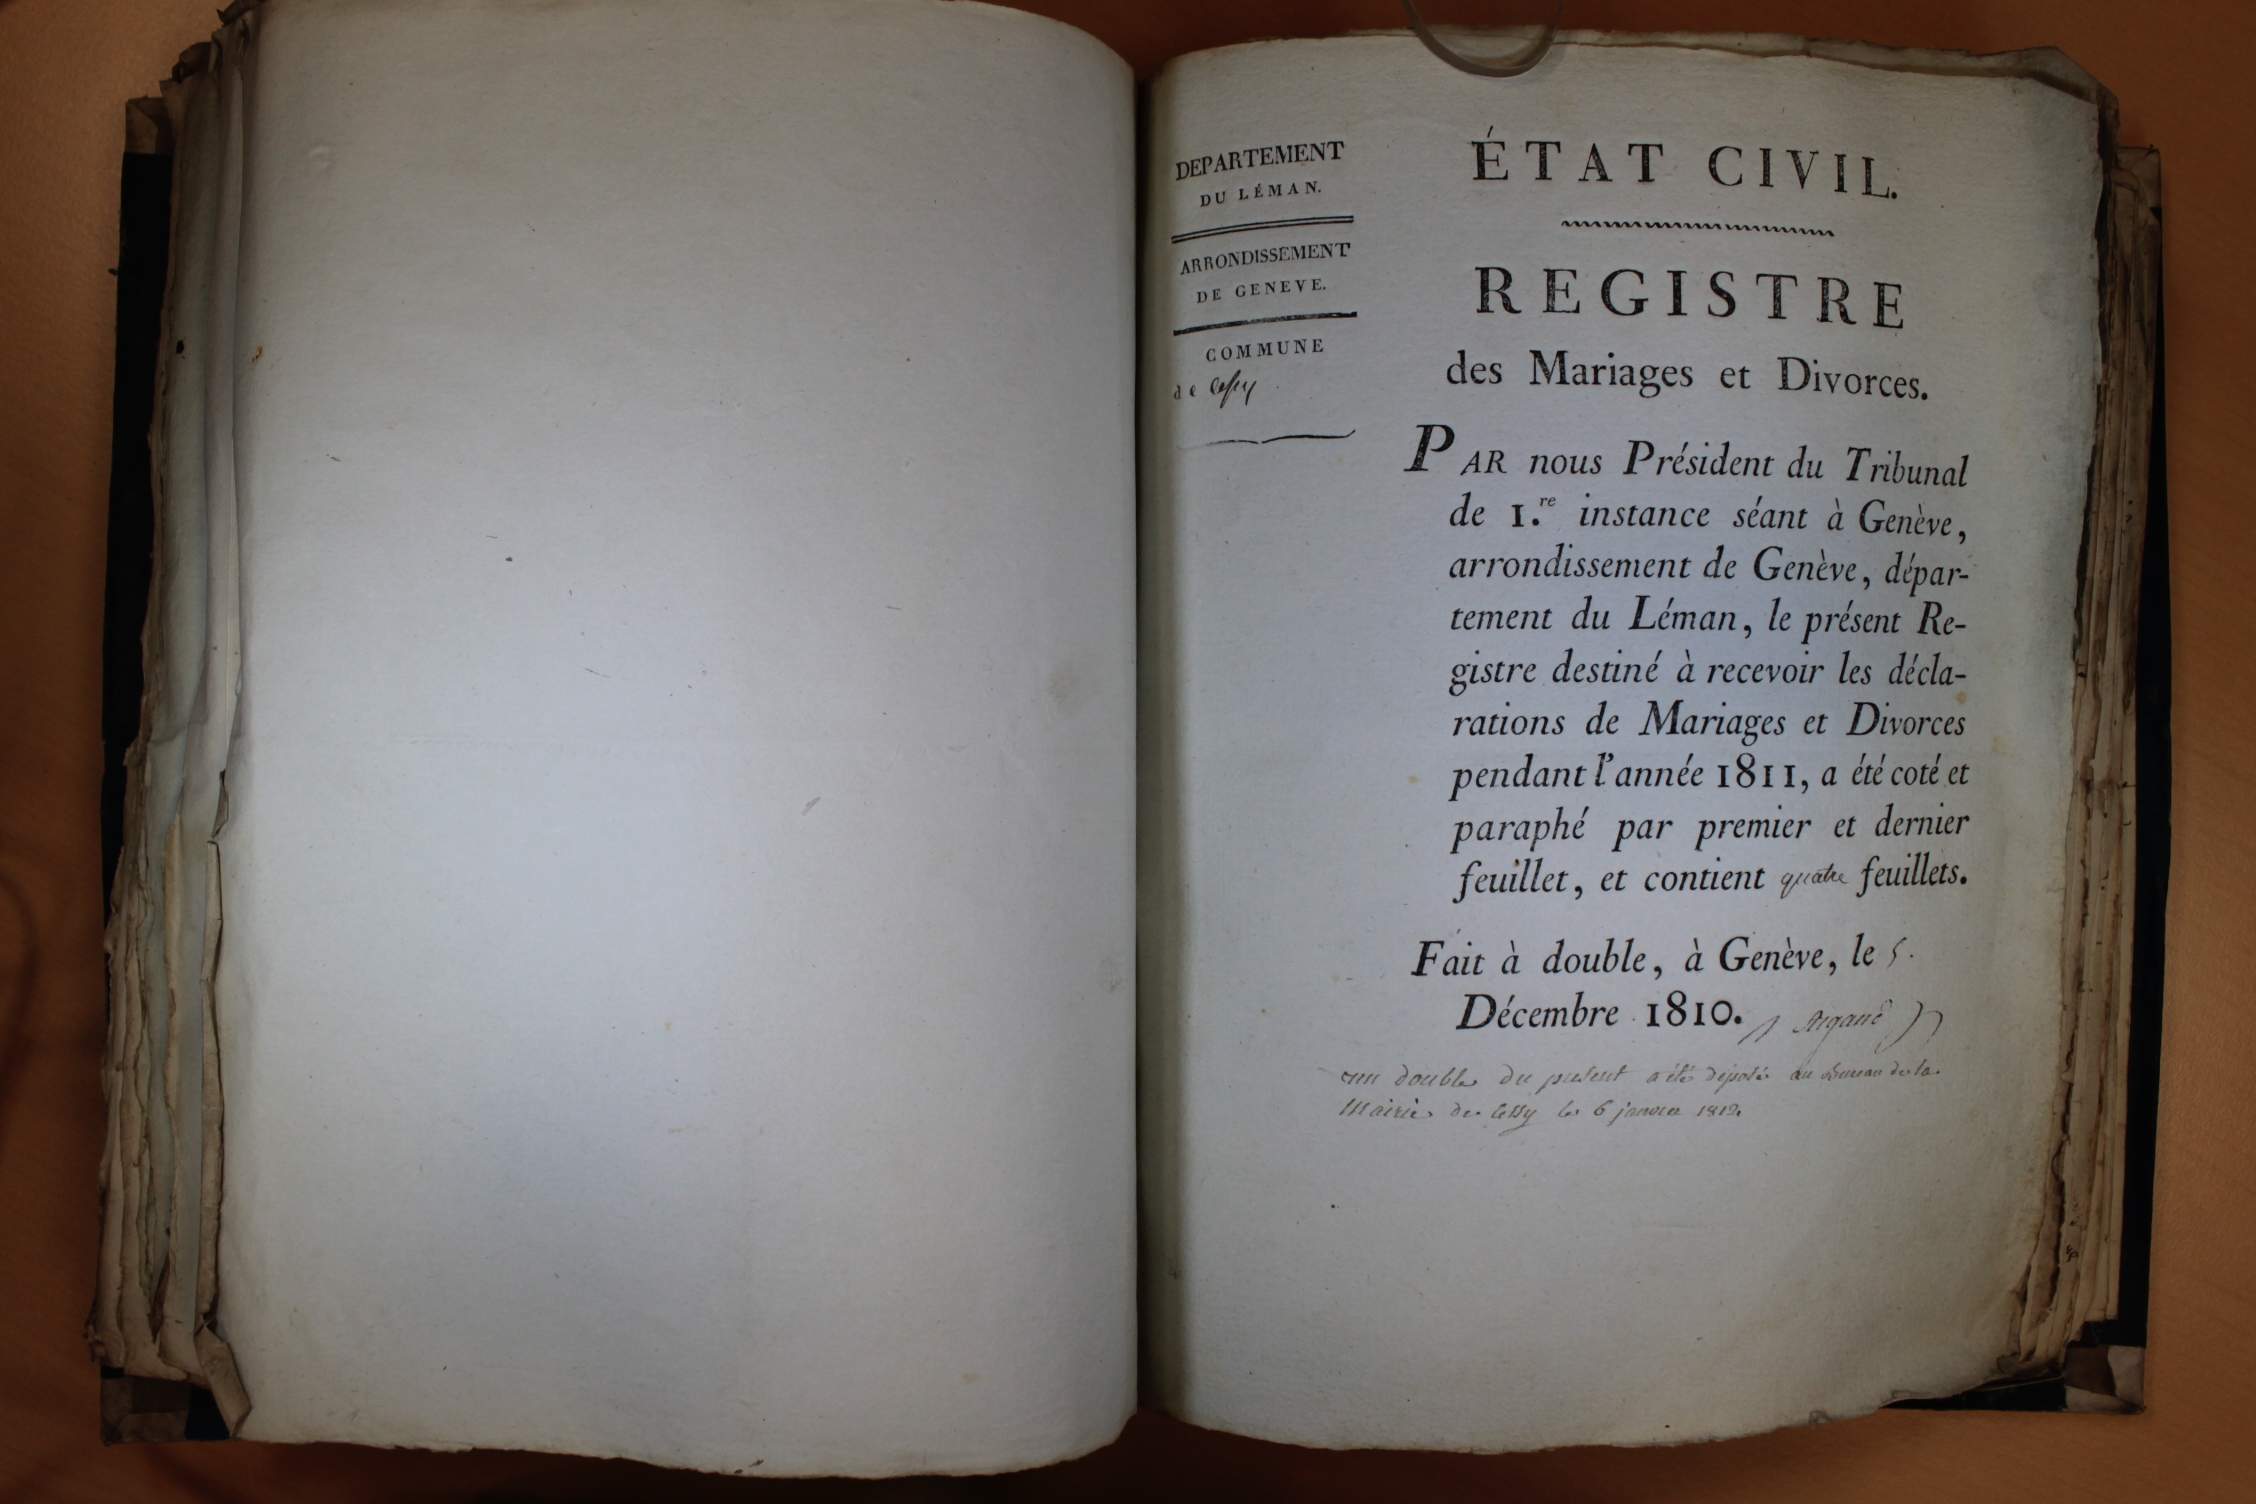 DEPARTEMENT
DU LÉMAN.
ARRONDISSEMENT
DE GENEVE.
COMMUNE
de Cessy
ÉTAT CIVIL.
REGISTRE
des Mariages et Divorces.
PAR nous Président du Tribunal
de 1.re instance séant à Genève,
arrondissement de Genève, dépar-
tement du Léman, le présent Re-
gistre destiné à recevoir les décla-
rations de Mariages et Divorces
pendant l'année 1811, a été coté et
paraphé par premier et dernier
feuillet, et contient quatre feuillets.
Fait à double, à Genève, le 5.
Décembre 1810. Argand
un double du présent a été déposé au Bureau de la
Mairie de Cessy le 6 janvier 1812.